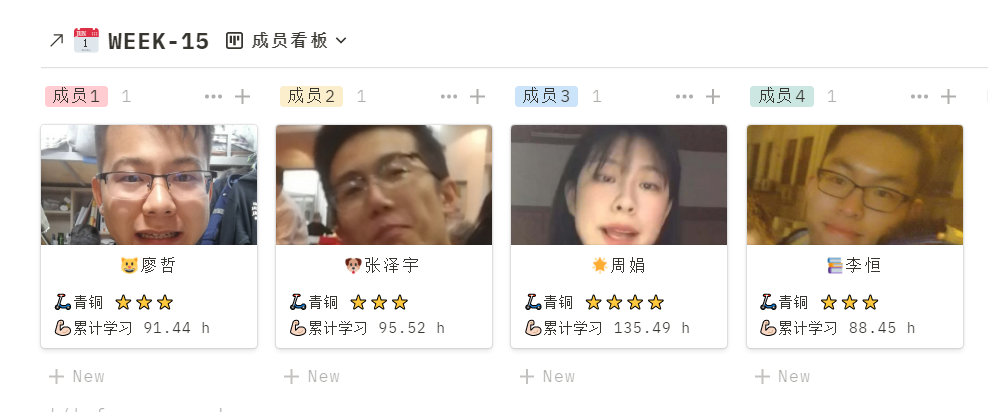 WEEK-15 成员看板
成员1 1
成员2 1
成员3 1
成员4 1
廖哲
青铜
累计学习 91.44 h
New
张泽宇
青铜
累计学习 95.52 h
New
周娟
青铜
累计学习 135.49 h
New
李恒
青铜
累计学习 88.45 h
New